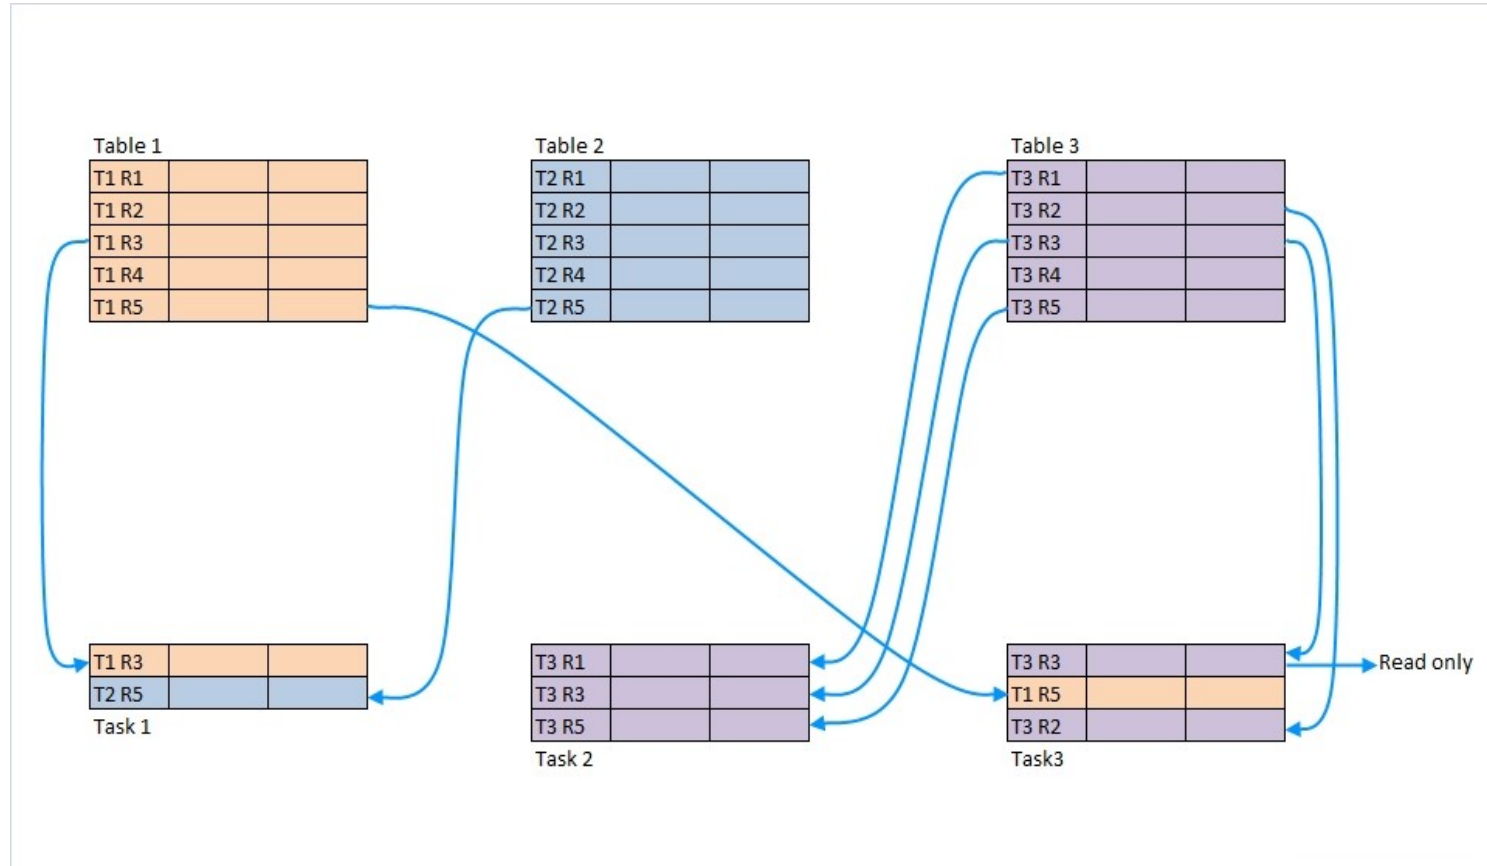 Table 1
T1 R1
T1 R2
T1 R3
T1 R4
T1 R5
Table 2
T2 R1
T2 R2
T2 R3
T2 R4
T2 R5
Table 3
T3 R1
T3 R2
T3 R3
T3 R4
T3 R5
T1 R3
T2 R5
Task 1
T3 R1
T3 R3
T3 R5
Task 2
T3 R3
Read only
T1 R5
T3 R2
Task3